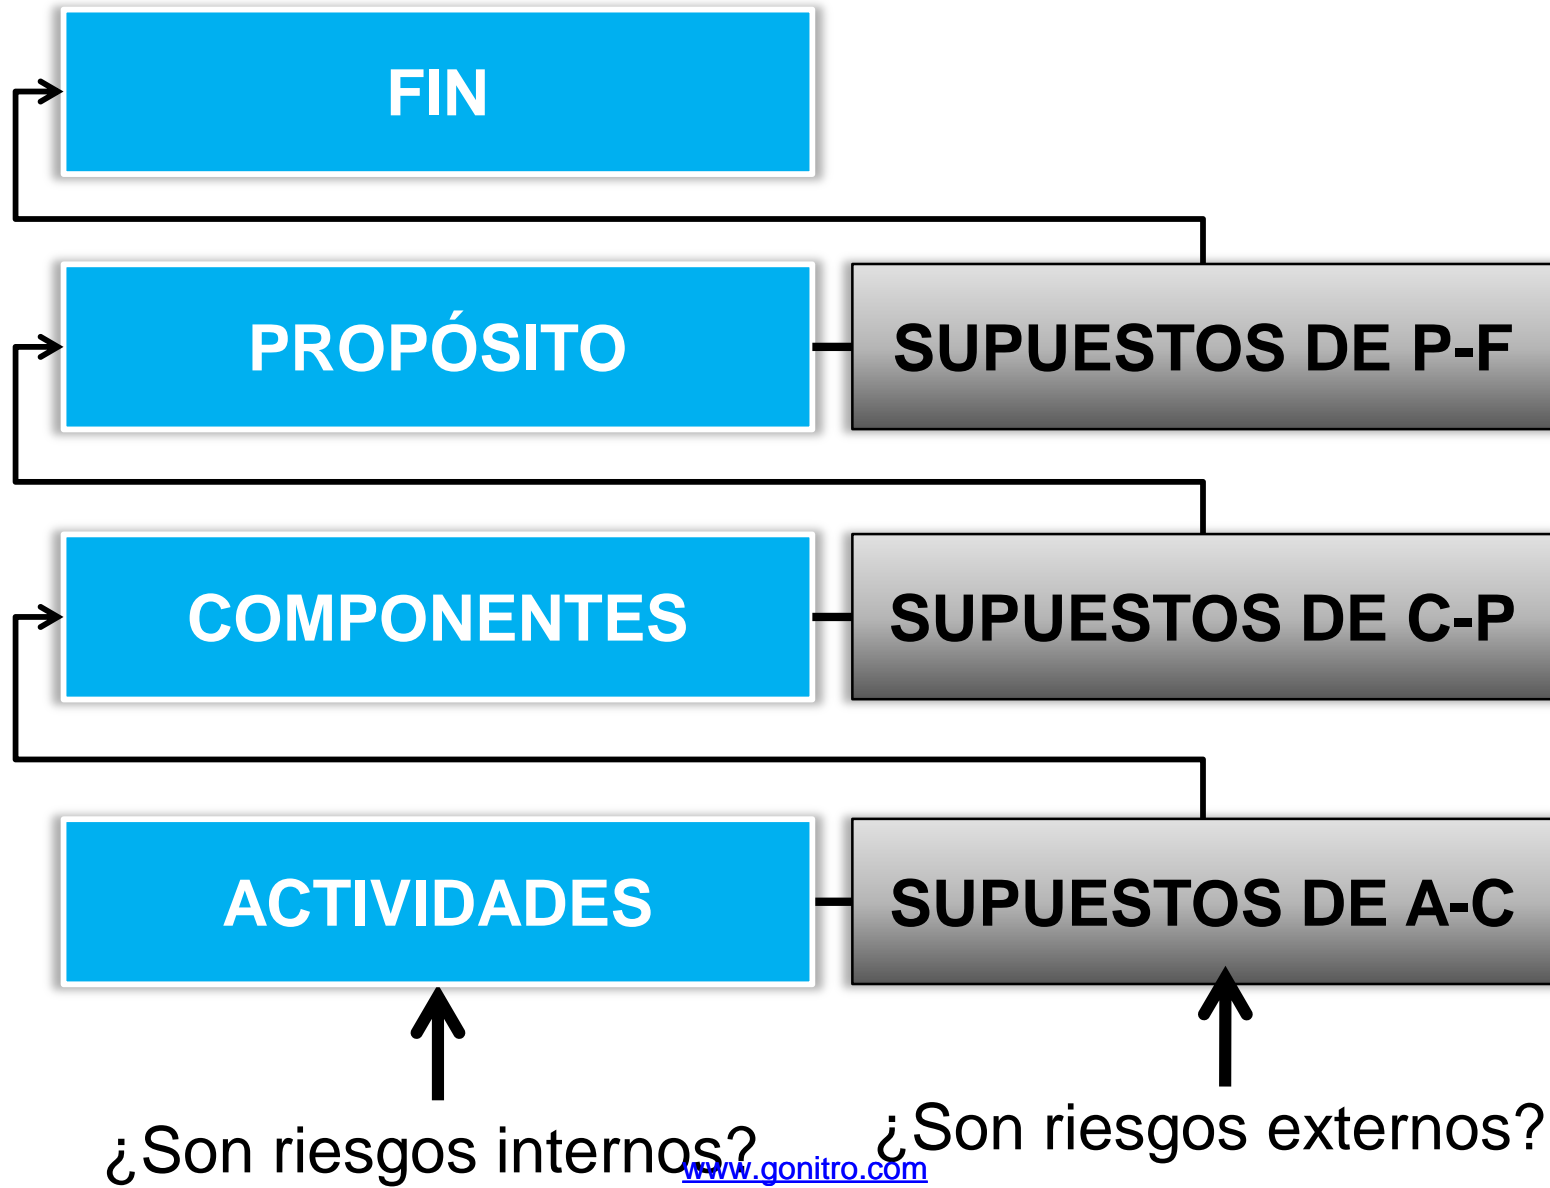 FIN
PROPÓSITO
SUPUESTOS DE P-F
COMPONENTES
SUPUESTOS DE C-P
ACTIVIDADES
SUPUESTOS DE A-C
¿Son riesgos internos?
¿Son riesgos externos?
www.gonitro.com